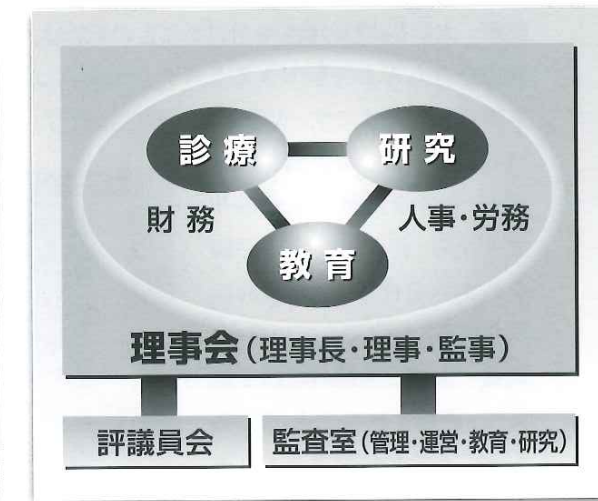 診療
研究
財務
人事・労務
教育
理事会(理事長・理事・監事)
評議員会
監査室(管理・運営・教育・研究)